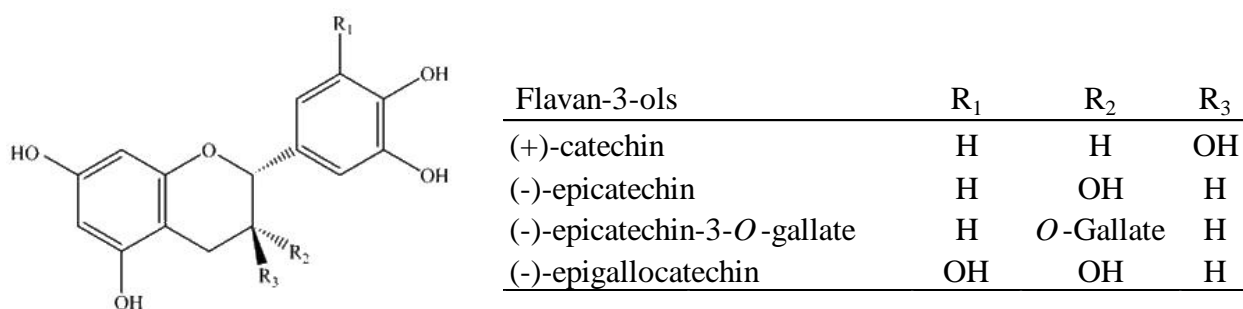 R₁
OH
HO
O
OH
R₂
R₃
OH
Flavan-3-ols R₁ R₂ R₃
(+)-catechin H H OH
(-)-epicatechin H OH H
(-)-epicatechin-3-O-gallate H O-Gallate H
(-)-epigallocatechin OH OH H